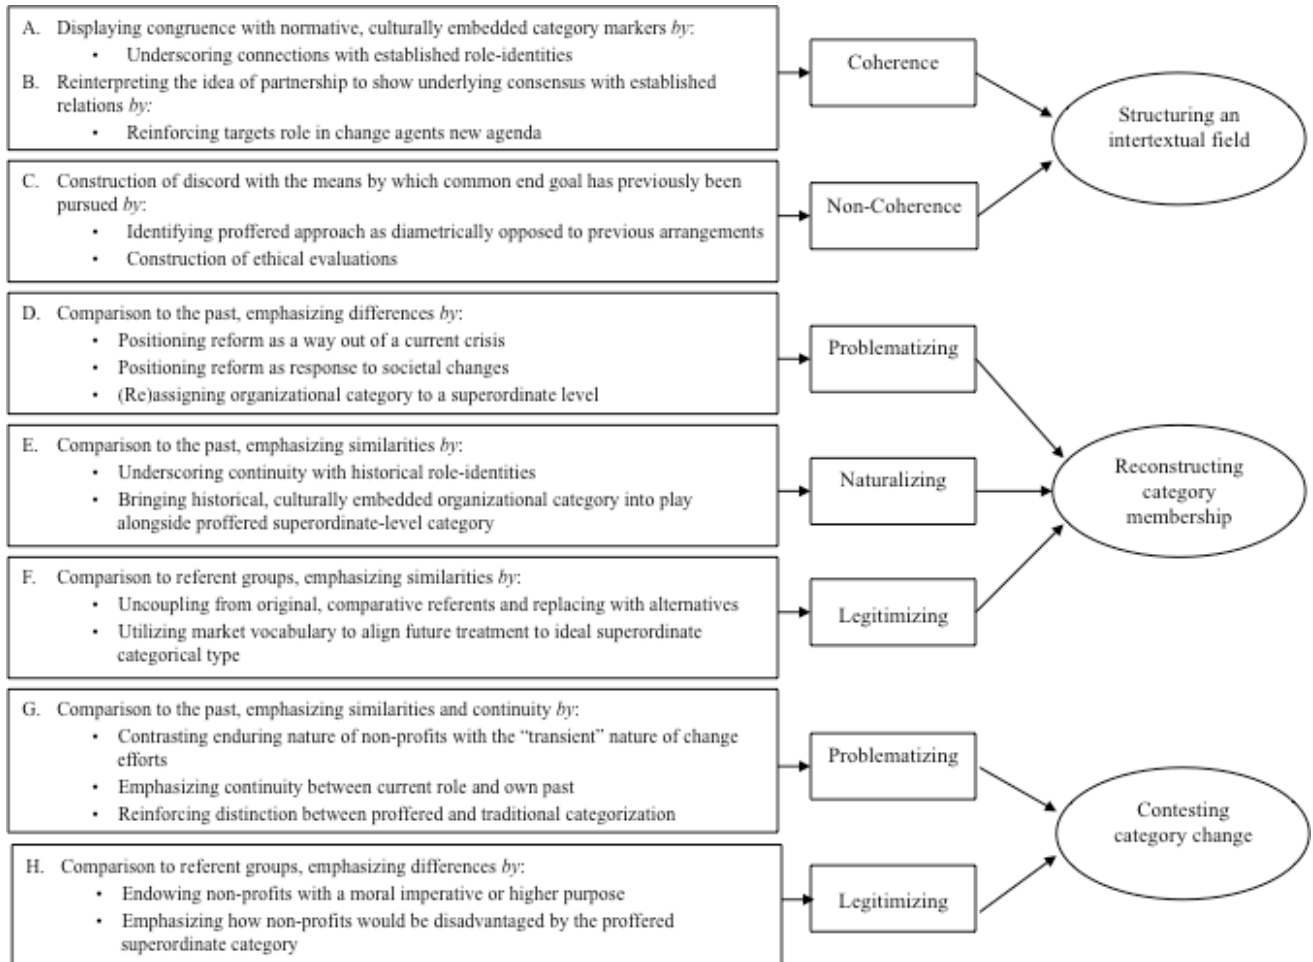 A. Displaying congruence with normative, culturally embedded category markers by:
• Underscoring connections with established role-identities
B. Reinterpreting the idea of partnership to show underlying consensus with established
relations by:
• Reinforcing targets role in change agents new agenda
Coherence
C. Construction of discord with the means by which common end goal has previously been
pursued by:
• Identifying proffered approach as diametrically opposed to previous arrangements
• Construction of ethical evaluations
Non-Coherence
Structuring an
intertextual field
D. Comparison to the past, emphasizing differences by:
• Positioning reform as a way out of a current crisis
• Positioning reform as response to societal changes
• (Re)assigning organizational category to a superordinate level
Problematizing
E. Comparison to the past, emphasizing similarities by:
• Underscoring continuity with historical role-identities
• Bringing historical, culturally embedded organizational category into play
alongside proffered superordinate-level category
Naturalizing
F. Comparison to referent groups, emphasizing similarities by:
• Uncoupling from original, comparative referents and replacing with alternatives
• Utilizing market vocabulary to align future treatment to ideal superordinate
categorical type
Legitimizing
Reconstructing
category
membership
G. Comparison to the past, emphasizing similarities and continuity by:
• Contrasting enduring nature of non-profits with the “transient” nature of change
efforts
• Emphasizing continuity between current role and own past
• Reinforcing distinction between proffered and traditional categorization
Problematizing
H. Comparison to referent groups, emphasizing differences by:
• Endowing non-profits with a moral imperative or higher purpose
• Emphasizing how non-profits would be disadvantaged by the proffered
superordinate category
Legitimizing
Contesting
category change